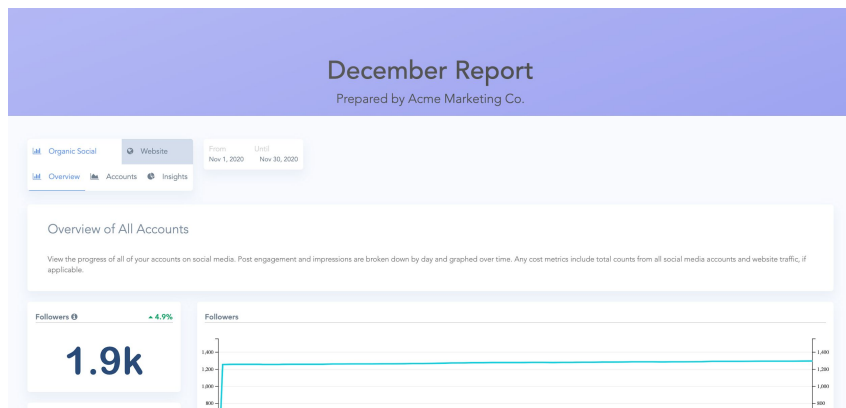 December Report
Prepared by Acme Marketing Co.
Organic Social
Website
From
Until
Nov 1, 2020
Nov 30, 2020
Overview
Accounts
Insights
Overview of All Accounts
View the progress of all of your accounts on social media. Post engagement and impressions are broken down by day and graphed over time. Any cost metrics include total counts from all social media accounts and website traffic, if
applicable.
Followers
4.9%
1.9k
Followers
1,400
1,400
1,200
1,200
1,000
1,000
800
800